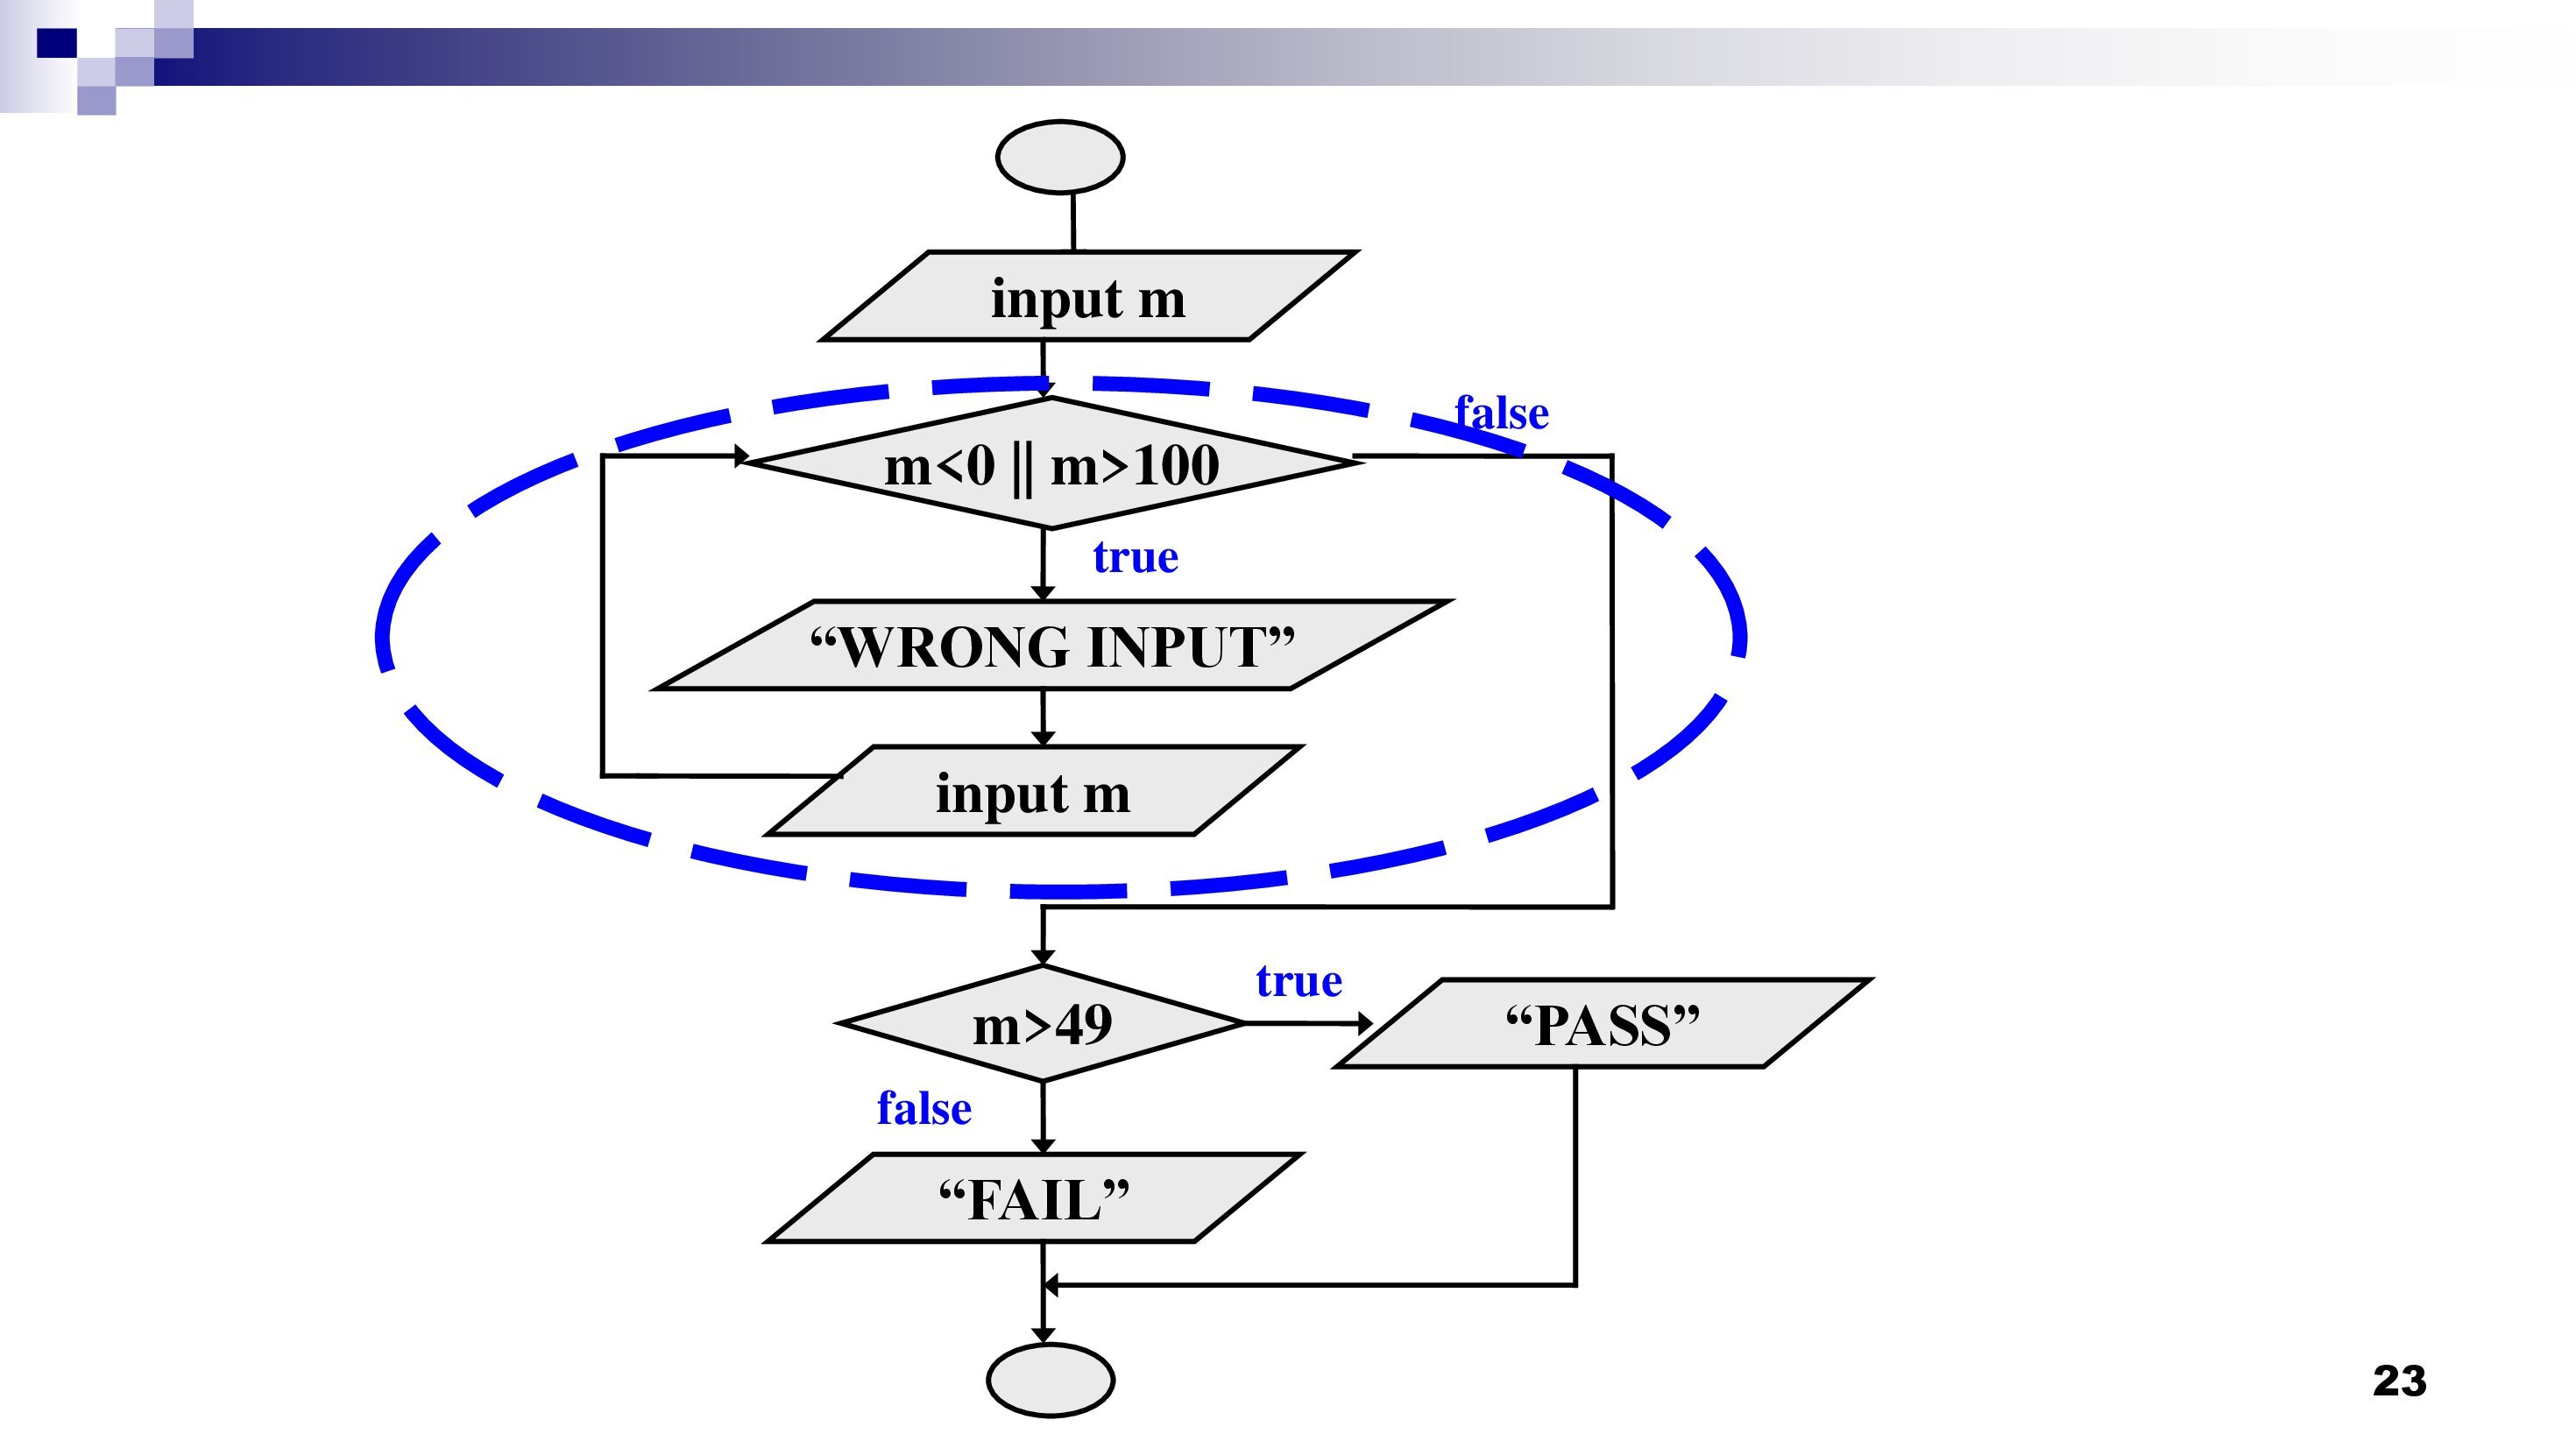 input m
false
m<0 || m>100
true
“WRONG INPUT”
input m
true
m>49
“PASS”
false
“FAIL”
23